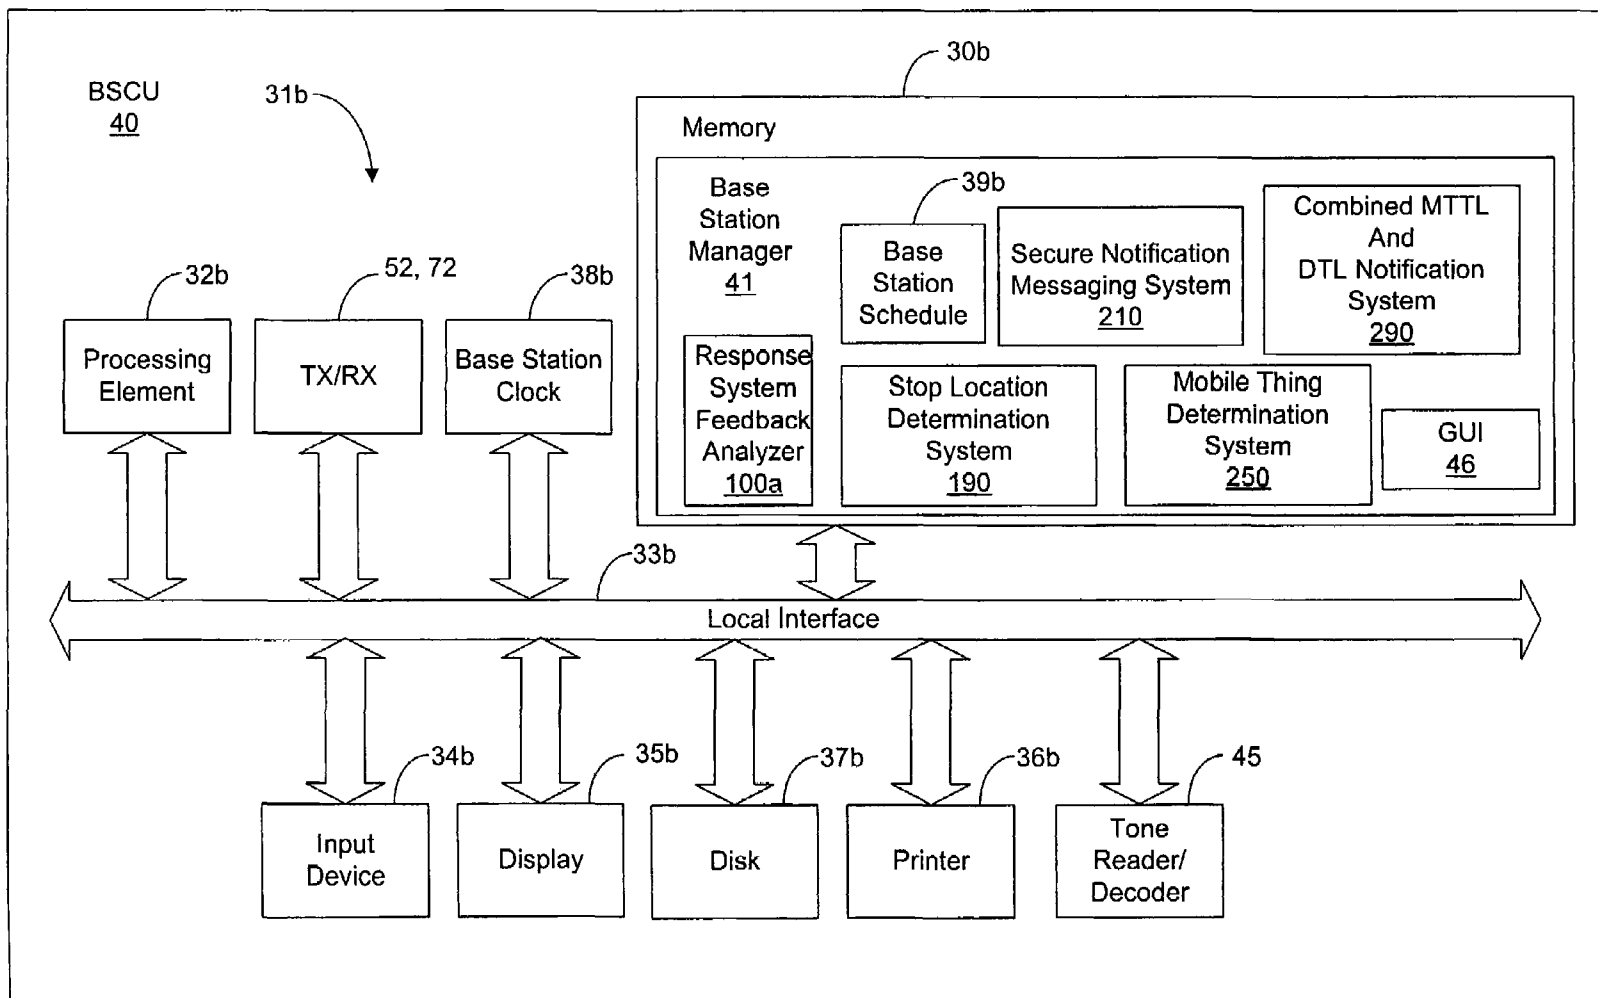 BSCU
40
31b
30b
Memory
Base
Station
Manager
41
39b
Base
Station
Schedule
Secure Notification
Messaging System
210
Combined MTTL
And
DTL Notification
System
290
Response
System
Feedback
Analyzer
100a
Stop Location
Determination
System
190
Mobile Thing
Determination
System
250
GUI
46
32b
Processing
Element
52, 72
TX/RX
38b
Base Station
Clock
33b
Local Interface
34b
Input
Device
35b
Display
37b
Disk
36b
Printer
45
Tone
Reader/
Decoder